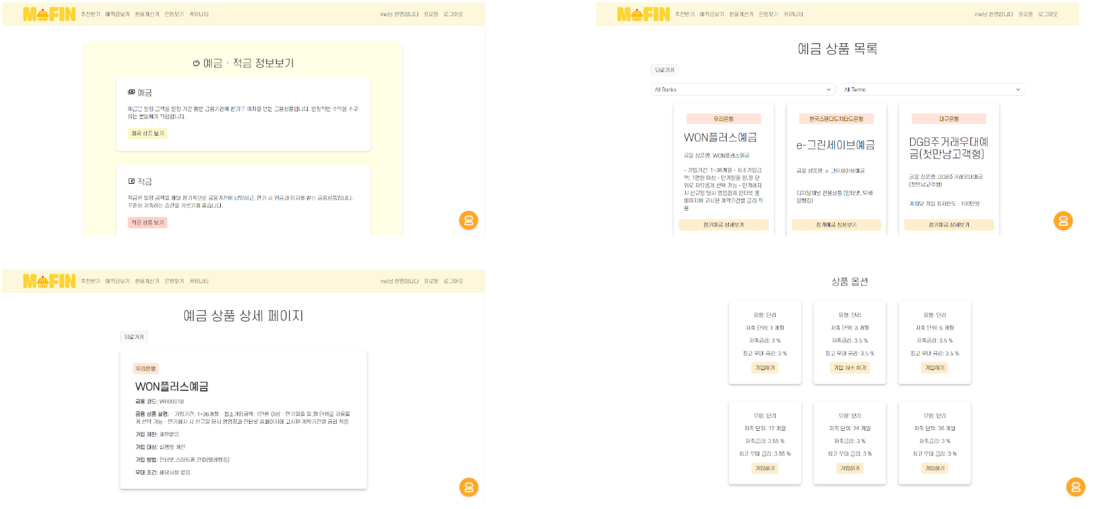 MOFIN 추천받기 예적금보기 환율계산기 은행찾기 커뮤니티
me님 환영합니다 프로필 로그아웃
예금 · 적금 정보보기
예금
예금은 일정 금액을 일정 기간 동안 금융기관에 맡기고 이자를 받는 금융상품입니다. 안정적인 수익을 추구
하는 분들에게 적합합니다.
예금 상품 보기
적금
적금은 일정 금액을 매달 정기적으로 금융기관에 납입하고, 만기 시 원금과 이자를 받는 금융상품입니다.
꾸준히 저축하는 습관을 기르기에 좋습니다.
적금 상품 보기
MOFIN 추천받기 예적금보기 환율계산기 은행찾기 커뮤니티
me님 환영합니다 프로필 로그아웃
예금 상품 목록
뒤로가기
All Banks
All Terms
우리은행
WON플러스예금
금융 상품명: WON플러스예금
- 가입기간: 1~36개월 - 최소가입금
액: 1만원 이상 - 만기일을 일,월 단
위로 자유롭게 선택 가능 - 만기해지
시 신규일 당시 영업점과 인터넷 홈
페이지에 고시된 계약기간별 금리 적
용
정기예금 상세보기
한국스탠다드차타드은행
e-그린세이브예금
금융 상품명: e-그린세이브예금
디지털채널 전용상품 (인터넷, 모바
일뱅킹)
정기예금 상세보기
대구은행
DGB주거래우대예
금(첫만남고객형)
금융 상품명: DGB주거래우대예금
(첫만남고객형)
계좌당 가입 최저한도 : 100만원
정기예금 상세보기
MOFIN 추천받기 예적금보기 환율계산기 은행찾기 커뮤니티
me님 환영합니다 프로필 로그아웃
예금 상품 상세 페이지
뒤로가기
우리은행
WON플러스예금
금융 코드: WR0001B
금융 상품 설명: - 가입기간: 1~36개월 - 최소가입금액: 1만원 이상 - 만기일을 일,월 단위로 자유롭
게 선택 가능 - 만기해지 시 신규일 당시 영업점과 인터넷 홈페이지에 고시된 계약기간별 금리 적용
가입 제한: 제한없음
가입 대상: 실명의 개인
가입 방법: 인터넷,스마트폰,전화(텔레뱅킹)
우대 조건: 해당사항 없음
상품 옵션
유형: 단리
저축 단위: 1 개월
저축금리: 3 %
최고 우대 금리: 3 %
가입하기
유형: 단리
저축 단위: 3 개월
저축금리: 3.5 %
최고 우대 금리: 3.5 %
가입 취소 하기
유형: 단리
저축 단위: 6 개월
저축금리: 3.5 %
최고 우대 금리: 3.5 %
가입하기
유형: 단리
저축 단위: 12 개월
저축금리: 3.55 %
최고 우대 금리: 3.55 %
가입하기
유형: 단리
저축 단위: 24 개월
저축금리: 3 %
최고 우대 금리: 3 %
가입하기
유형: 단리
저축 단위: 36 개월
저축금리: 3 %
최고 우대 금리: 3 %
가입하기